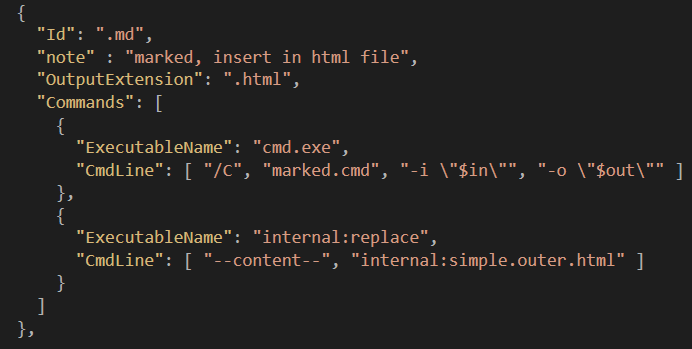 {
"Id": ".md",
"note" : "marked, insert in html file",
"OutputExtension": ".html",
"Commands": [
{
"ExecutableName": "cmd.exe",
"CmdLine": [ "/C", "marked.cmd", "-i \"$in\"", "-o \"$out\"" ]
},
{
"ExecutableName": "internal:replace",
"CmdLine": [ "--content--", "internal:simple.outer.html" ]
}
]
},